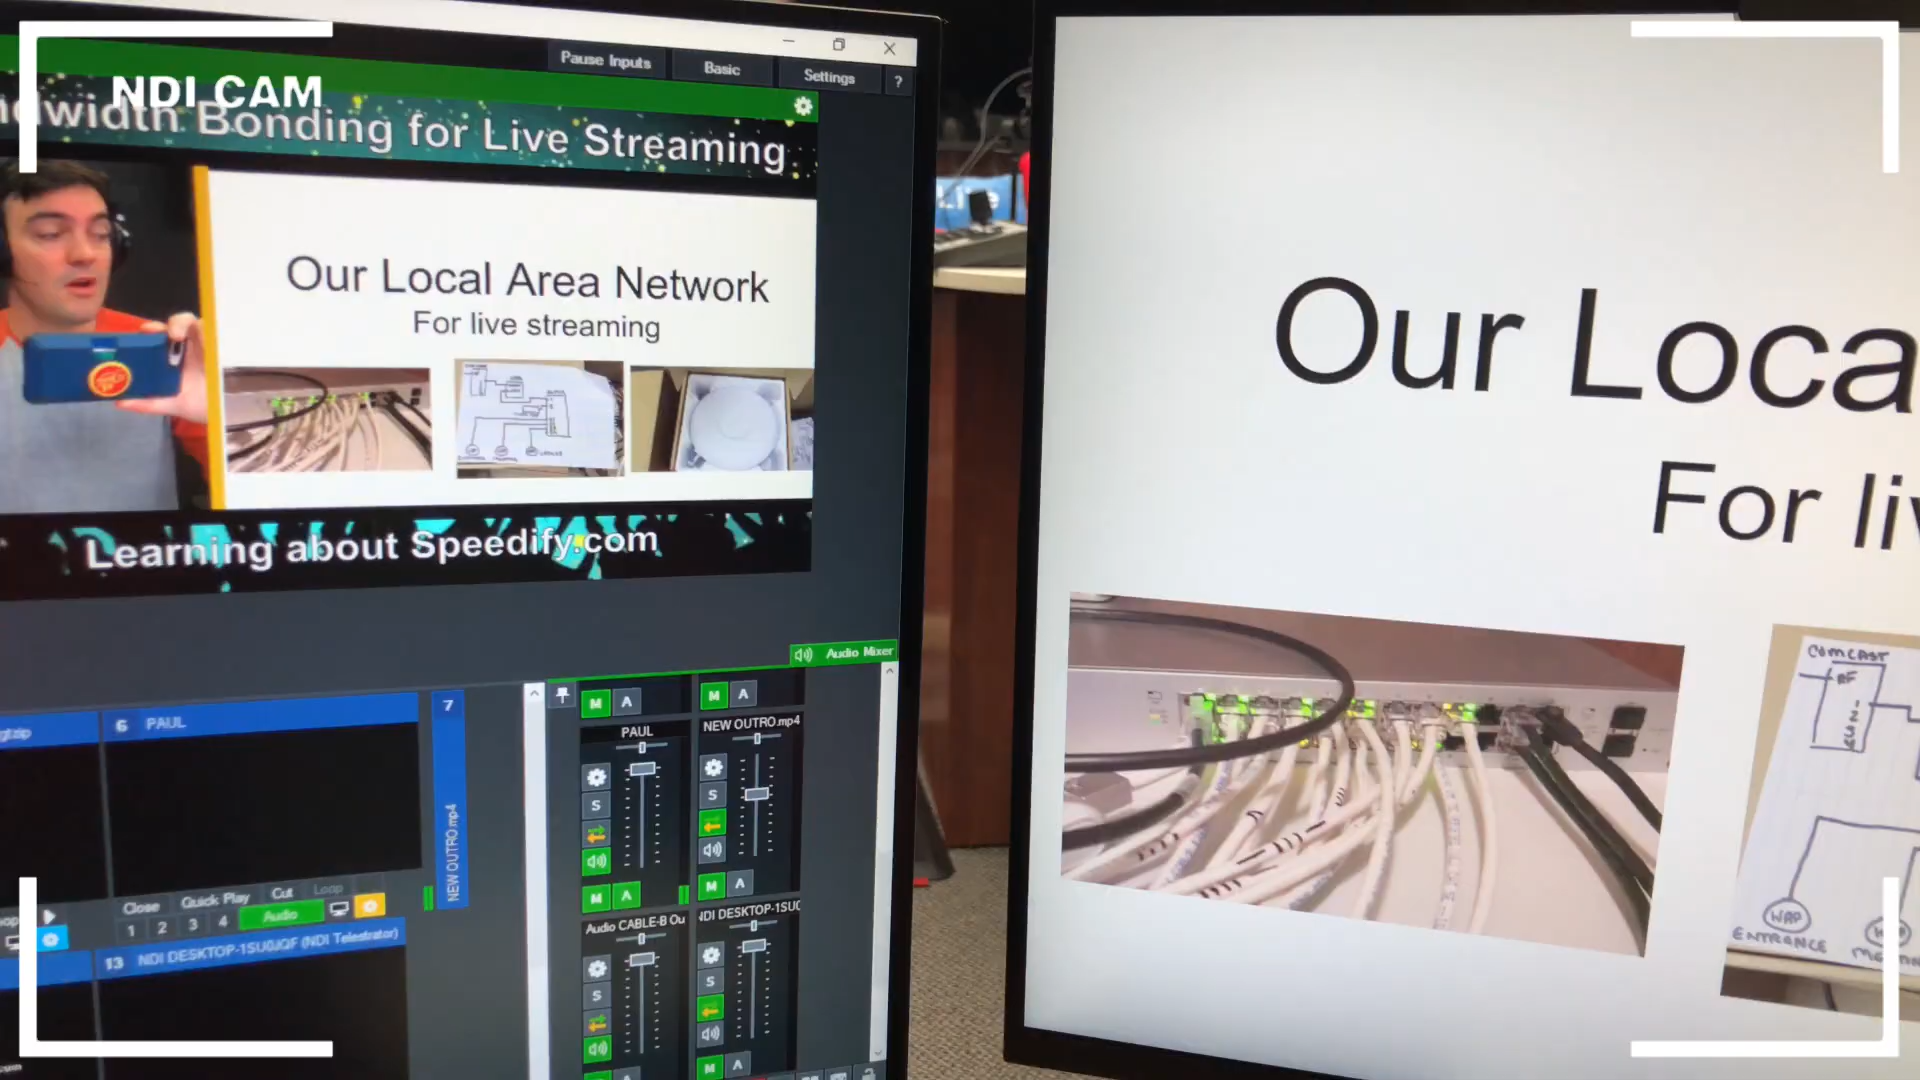 NDI CAM
Pause Inputs
Basic
Settings
?
ndwidth Bonding for Live Streaming
Our Local Area Network
For live streaming
Learning about Speedify.com
Audio Mixer
6 PAUL
7
NEW OUTRO.mp4
M A
M A
PAUL
NEW OUTRO.mp4
S
S
M A
M A
Close Quick Play Cut Loop
1 2 3 4 Audio
13 NDI DESKTOP-1SU0JQF (NDI Telestrator)
Audio CABLE-B Ou
NDI DESKTOP-1SU0
S
S
M A
Our Loca
For liv
COMCAST
RF
WAP
ENTRANCE